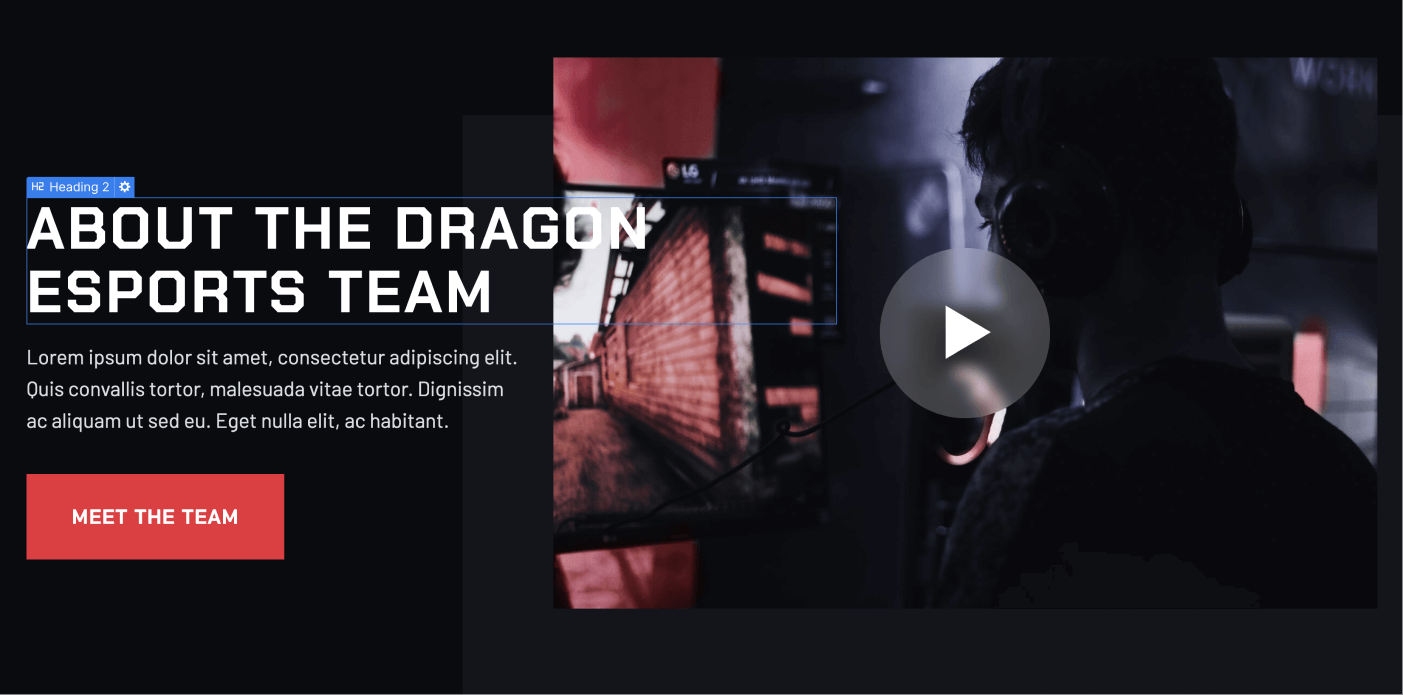 H2 Heading 2
ABOUT THE DRAGON
ESPORTS TEAM
Lorem ipsum dolor sit amet, consectetur adipiscing elit.
Quis convallis tortor, malesuada vitae tortor. Dignissim
ac aliquam ut sed eu. Eget nulla elit, ac habitant.
MEET THE TEAM
LG